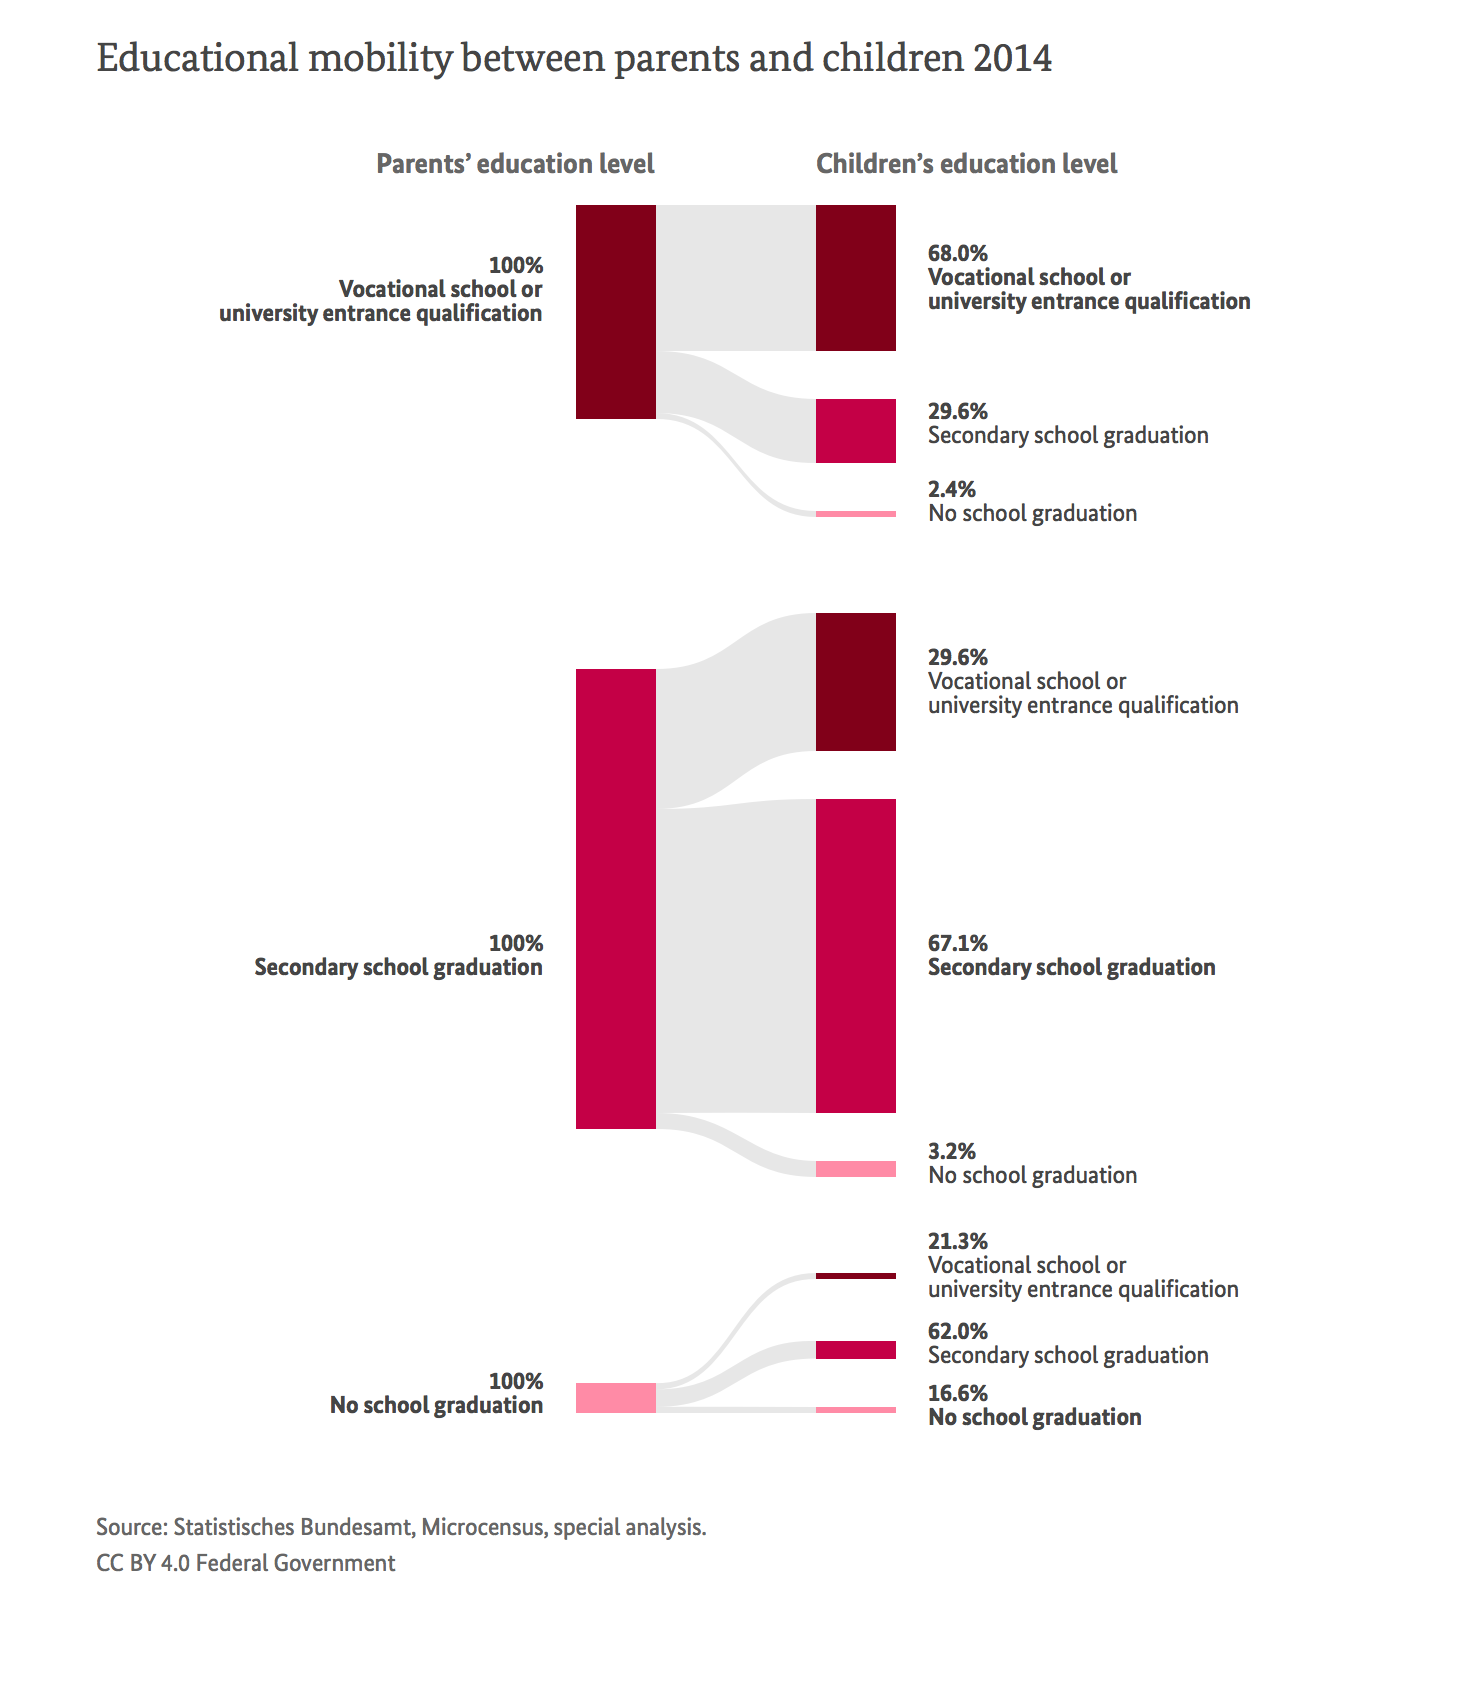 Educational mobility between parents and children 2014
Parents’ education level
Children’s education level
100%
Vocational school or
university entrance qualification
68.0%
Vocational school or
university entrance qualification
29.6%
Secondary school graduation
2.4%
No school graduation
100%
Secondary school graduation
29.6%
Vocational school or
university entrance qualification
67.1%
Secondary school graduation
3.2%
No school graduation
100%
No school graduation
21.3%
Vocational school or
university entrance qualification
62.0%
Secondary school graduation
16.6%
No school graduation
Source: Statistisches Bundesamt, Microcensus, special analysis.
CC BY 4.0 Federal Government